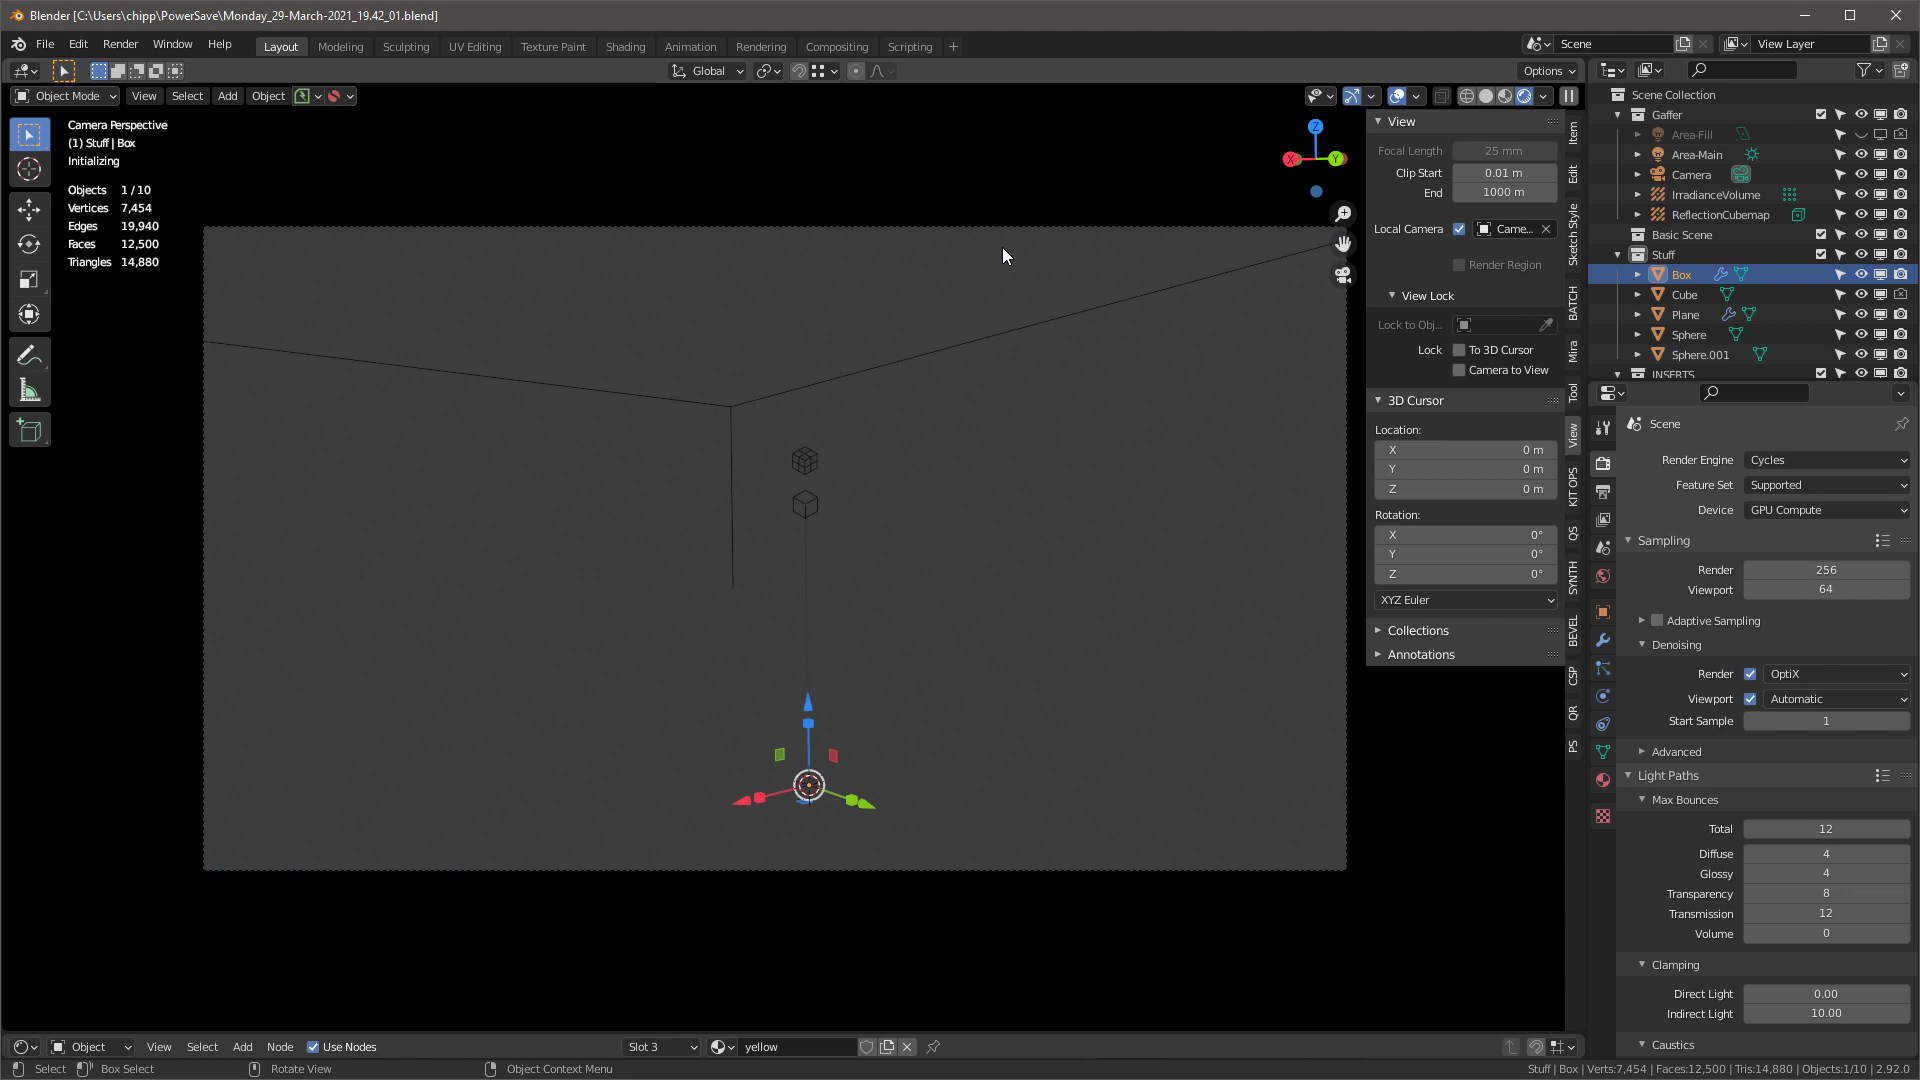 Blender [C:\Users\chipp\PowerSave\Monday_29-March-2021_19.42_01.blend]
File Edit Render Window Help Layout Modeling Sculpting UV Editing Texture Paint Shading Animation Rendering Compositing Scripting + Scene View Layer
Global Options
Object Mode View Select Add Object
Camera Perspective
(1) Stuff | Box
Initializing
Objects 1 / 10
Vertices 7,454
Edges 19,940
Faces 12,500
Triangles 14,880
Z
X
Y
View
Focal Length 25 mm
Clip Start 0.01 m
End 1000 m
Local Camera Came...
Render Region
View Lock
Lock to Obj...
Lock To 3D Cursor
Camera to View
3D Cursor
Location:
X 0 m
Y 0 m
Z 0 m
Rotation:
X 0°
Y 0°
Z 0°
XYZ Euler
Collections
Annotations
Item
Edit
Sketch Style
BATCH
Mira
Tool
View
KIT OPS
QS
SYNTH
BEVEL
CSP
QR
PS
Scene Collection
Gaffer
Area-Fill
Area-Main
Camera
IrradianceVolume
ReflectionCubemap
Basic Scene
Stuff
Box
Cube
Plane
Sphere
Sphere.001
INSERTS
Scene
Render Engine Cycles
Feature Set Supported
Device GPU Compute
Sampling
Render 256
Viewport 64
Adaptive Sampling
Denoising
Render OptiX
Viewport Automatic
Start Sample 1
Advanced
Light Paths
Max Bounces
Total 12
Diffuse 4
Glossy 4
Transparency 8
Transmission 12
Volume 0
Clamping
Direct Light 0.00
Indirect Light 10.00
Caustics
Object View Select Add Node Use Nodes Slot 3 yellow
Select Box Select Rotate View Object Context Menu Stuff | Box | Verts:7,454 | Faces:12,500 | Tris:14,880 | Objects:1/10 | 2.92.0